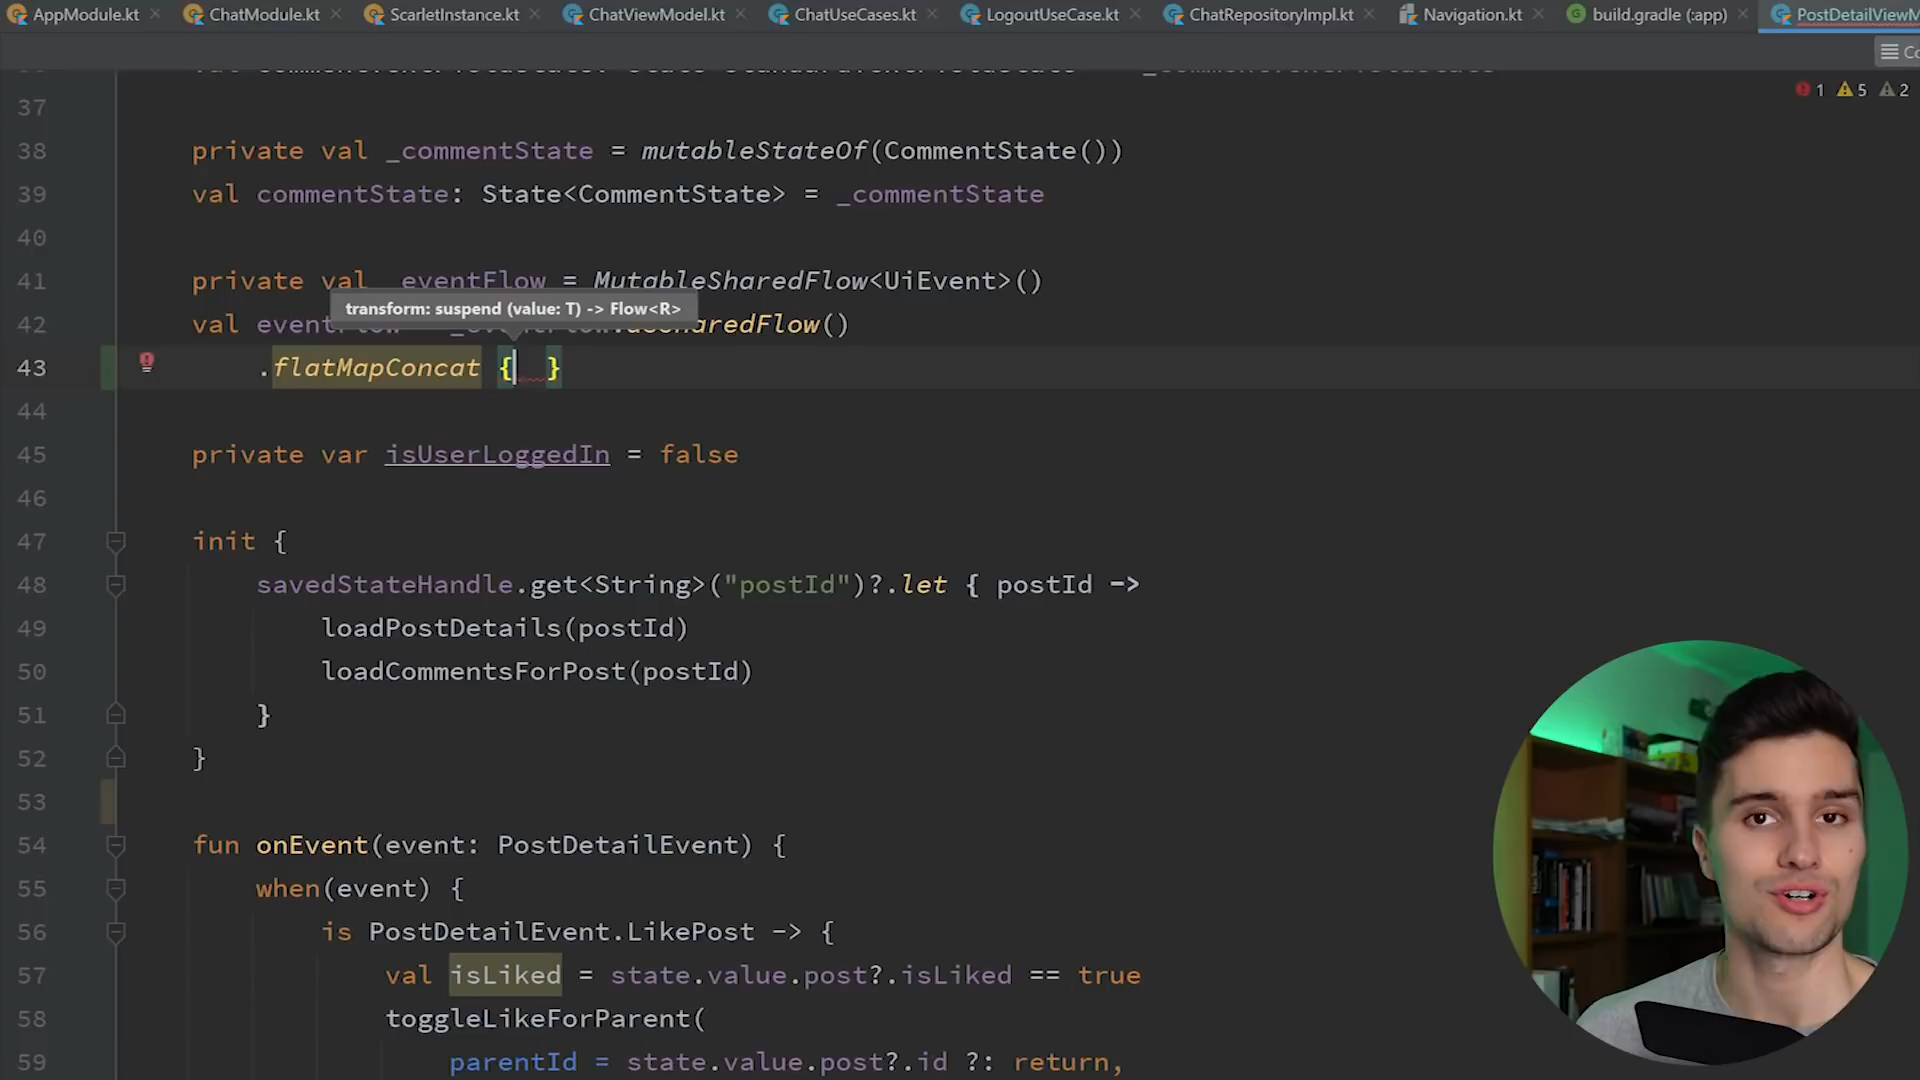 AppModule.kt ChatModule.kt ScarletInstance.kt ChatViewModel.kt ChatUseCases.kt LogoutUseCase.kt ChatRepositoryImpl.kt Navigation.kt build.gradle (:app) PostDetailViewM
Co
1 5 2
37
38 private val _commentState = mutableStateOf(CommentState())
39 val commentState: State<CommentState> = _commentState
40
41 private val _eventFlow = MutableSharedFlow<UiEvent>()
transform: suspend (value: T) -> Flow<R>
42 val eventFlow = _eventFlow.asSharedFlow()
43 .flatMapConcat { }
44
45 private var isUserLoggedIn = false
46
47 init {
48 savedStateHandle.get<String>("postId")?.let { postId ->
49 loadPostDetails(postId)
50 loadCommentsForPost(postId)
51 }
52 }
53
54 fun onEvent(event: PostDetailEvent) {
55 when(event) {
56 is PostDetailEvent.LikePost -> {
57 val isLiked = state.value.post?.isLiked == true
58 toggleLikeForParent(
59 parentId = state.value.post?.id ?: return,